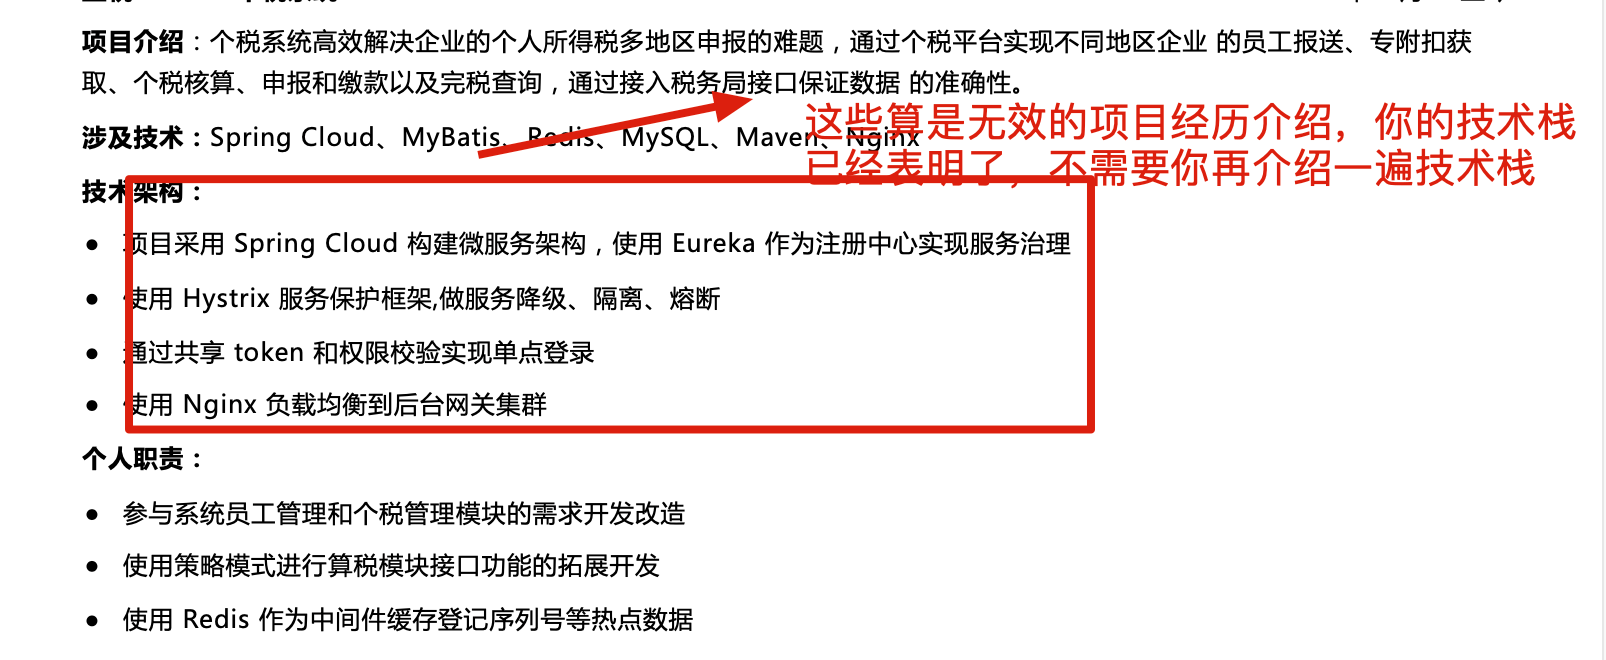 项目介绍：个税系统高效解决企业的个人所得税多地区申报的难题，通过个税平台实现不同地区企业 的员工报送、专附扣获
取、个税核算、申报和缴款以及完税查询，通过接入税务局接口保证数据 的准确性。
这些算是无效的项目经历介绍，你的技术栈
涉及技术：Spring Cloud、MyBatis、Redis、MySQL、Maven、Nginx
已经表明了，不需要你再介绍一遍技术栈
技术架构：
● 项目采用 Spring Cloud 构建微服务架构，使用 Eureka 作为注册中心实现服务治理
● 使用 Hystrix 服务保护框架,做服务降级、隔离、熔断
● 通过共享 token 和权限校验实现单点登录
● 使用 Nginx 负载均衡到后台网关集群
个人职责：
● 参与系统员工管理和个税管理模块的需求开发改造
● 使用策略模式进行算税模块接口功能的拓展开发
● 使用 Redis 作为中间件缓存登记序列号等热点数据